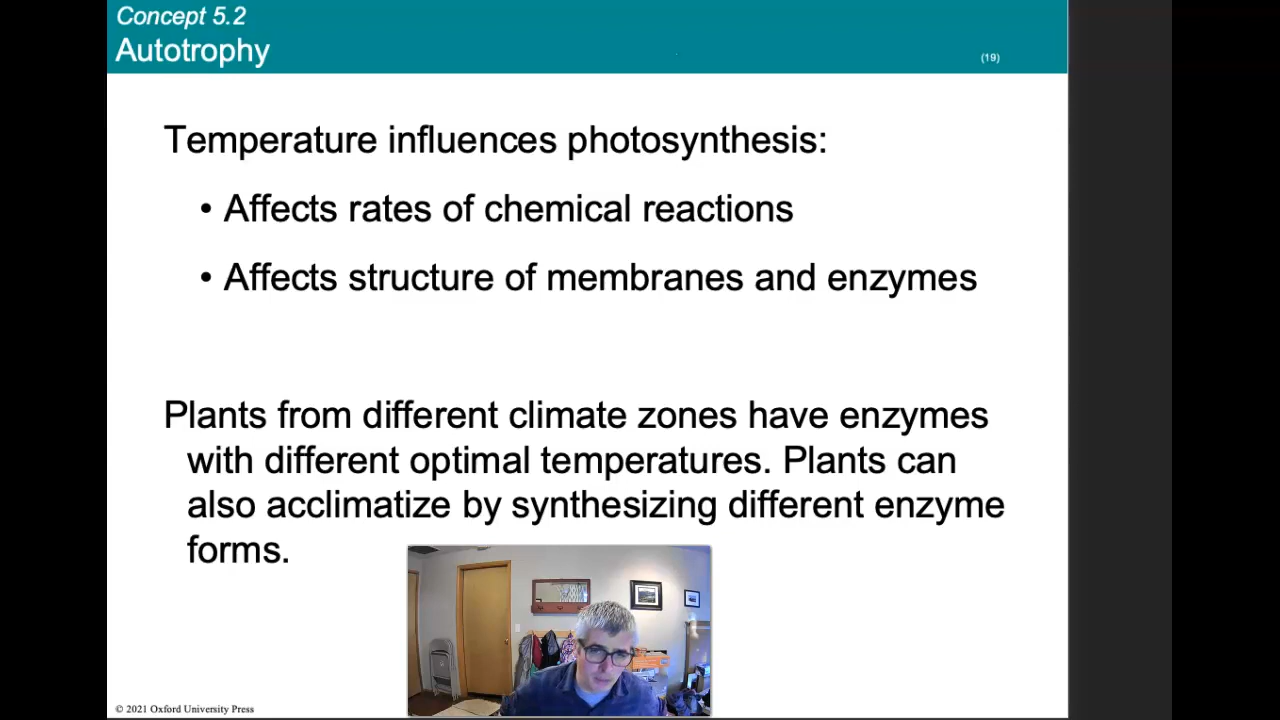 Concept 5.2
Autotrophy
(19)
Temperature influences photosynthesis:
• Affects rates of chemical reactions
• Affects structure of membranes and enzymes
Plants from different climate zones have enzymes
with different optimal temperatures. Plants can
also acclimatize by synthesizing different enzyme
forms.
© 2021 Oxford University Press